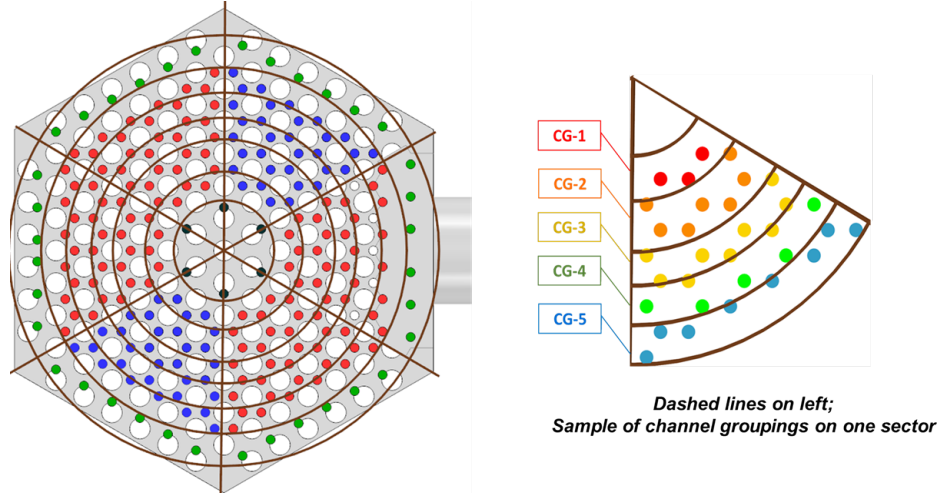 CG-1
CG-2
CG-3
CG-4
CG-5
Dashed lines on left;
Sample of channel groupings on one sector